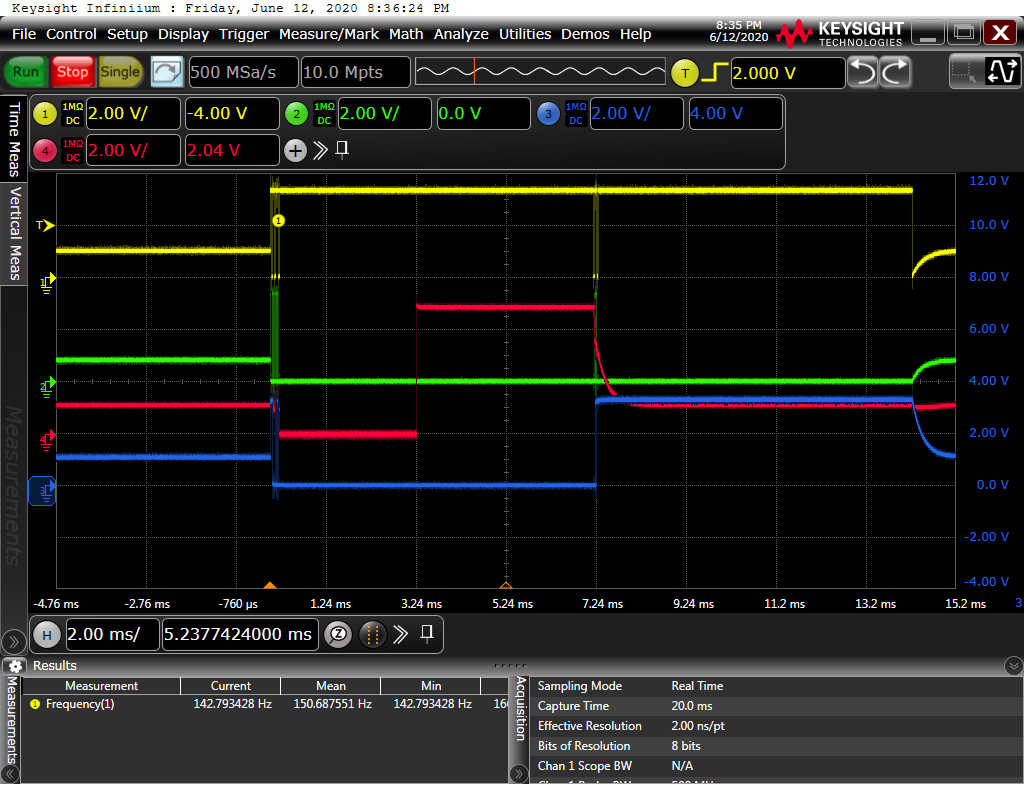 Keysight Infiniium : Friday, June 12, 2020 8:36:24 PM
File Control Setup Display Trigger Measure/Mark Math Analyze Utilities Demos Help
8:35 PM
6/12/2020
KEYSIGHT
TECHNOLOGIES
X
Run Stop Single 500 MSa/s 10.0 Mpts T 2.000 V
1 1MΩ DC 2.00 V/ -4.00 V 2 1MΩ DC 2.00 V/ 0.0 V 3 1MΩ DC 2.00 V/ 4.00 V
4 1MΩ DC 2.00 V/ 2.04 V
Time Meas
Vertical Meas
Measurements
12.0 V
T 1 10.0 V
1 8.00 V
6.00 V
2 4.00 V
4 2.00 V
3 0.0 V
-2.00 V
-4.00 V
-4.76 ms -2.76 ms -760 µs 1.24 ms 3.24 ms 5.24 ms 7.24 ms 9.24 ms 11.2 ms 13.2 ms 15.2 ms 3
H 2.00 ms/ 5.2377424000 ms
Results
Measurements
Measurement Current Mean Min
1 Frequency(1) 142.793428 Hz 150.687551 Hz 142.793428 Hz
Acquisition
Sampling Mode Real Time
Capture Time 20.0 ms
Effective Resolution 2.00 ns/pt
Bits of Resolution 8 bits
Chan 1 Scope BW N/A